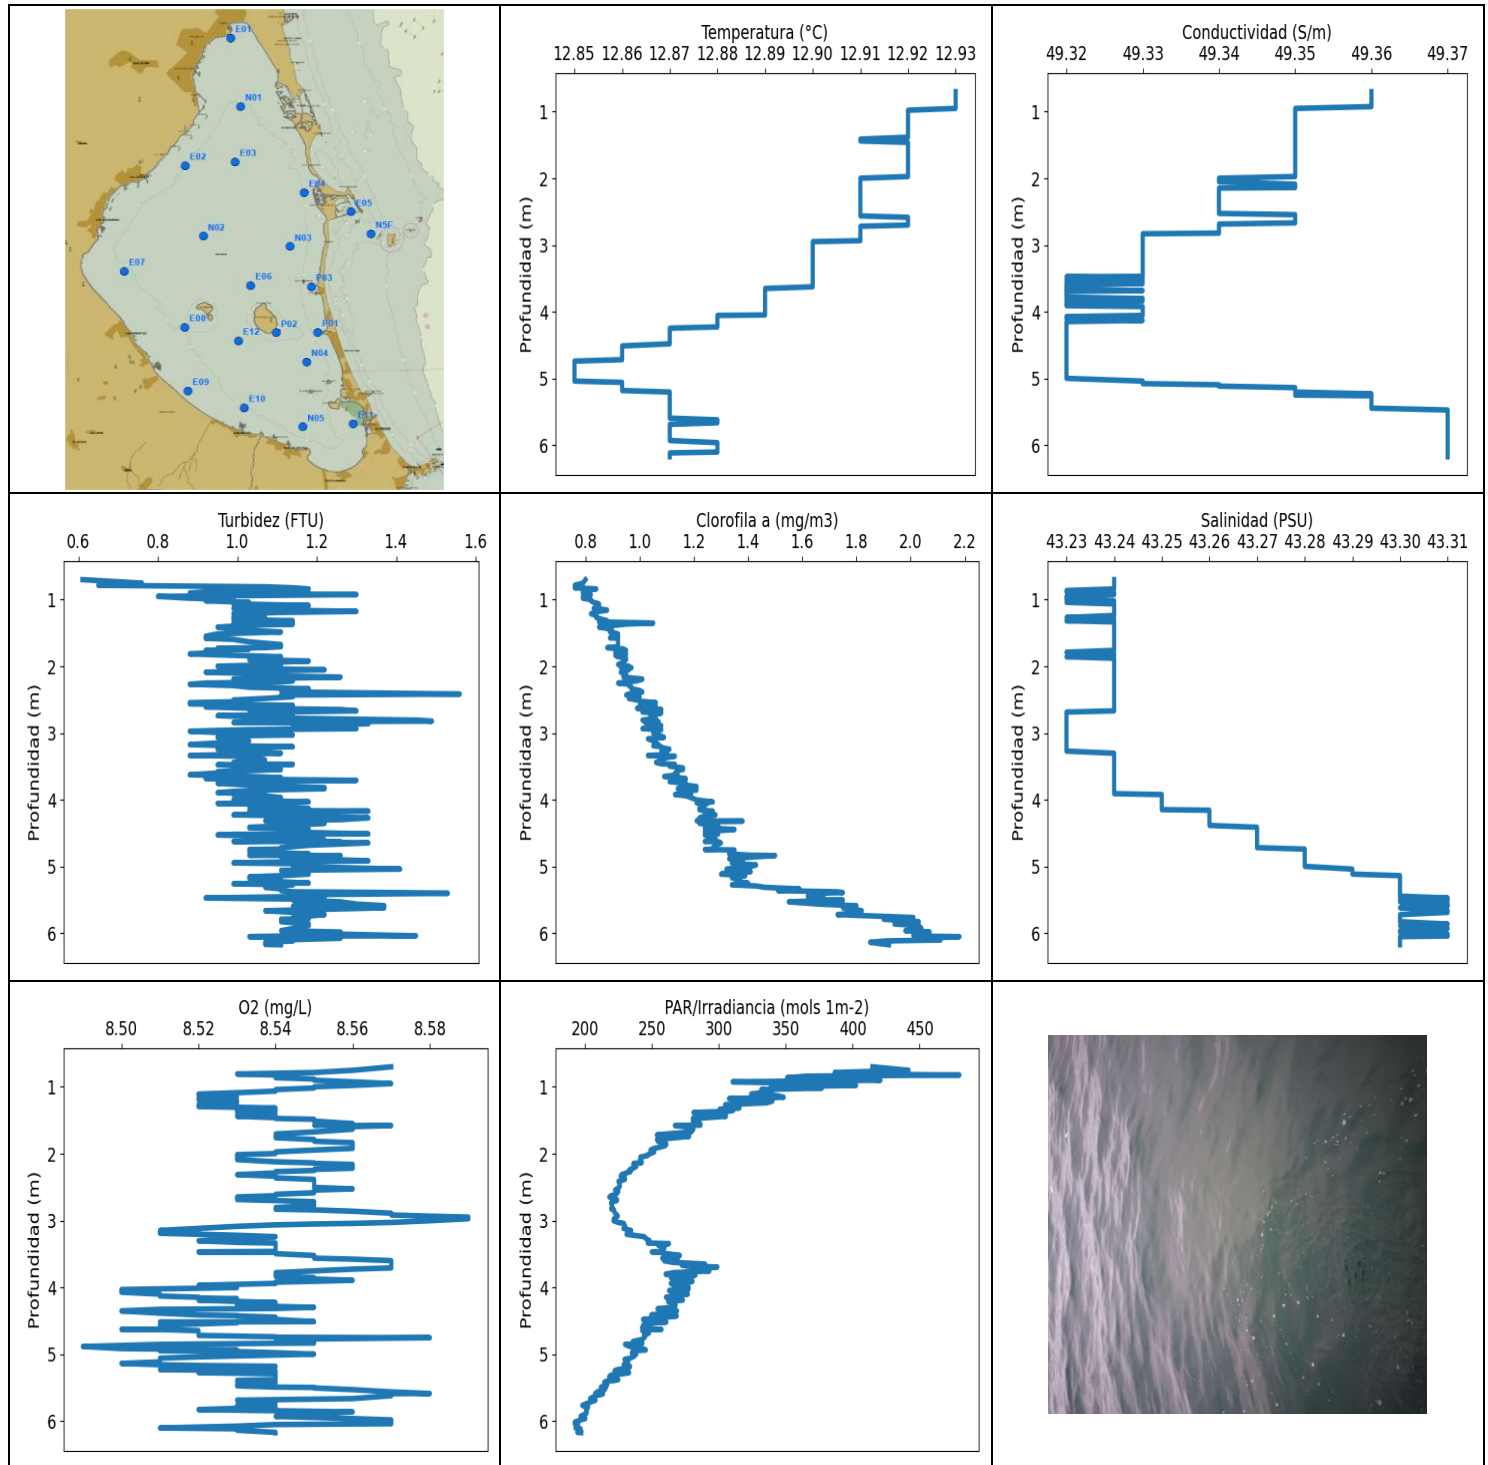 E01
N01
E02
E03
E04
E05
N5F
N02
N03
E07
E06
P03
E08
P02
P01
E12
N04
E09
E10
N05
E11
Temperatura (°C)
12.85 12.86 12.87 12.88 12.89 12.90 12.91 12.92 12.93
Profundidad (m)
1
2
3
4
5
6
Conductividad (S/m)
49.32 49.33 49.34 49.35 49.36 49.37
Profundidad (m)
1
2
3
4
5
6
Turbidez (FTU)
0.6 0.8 1.0 1.2 1.4 1.6
Profundidad (m)
1
2
3
4
5
6
Clorofila a (mg/m3)
0.8 1.0 1.2 1.4 1.6 1.8 2.0 2.2
Profundidad (m)
1
2
3
4
5
6
Salinidad (PSU)
43.23 43.24 43.25 43.26 43.27 43.28 43.29 43.30 43.31
Profundidad (m)
1
2
3
4
5
6
O2 (mg/L)
8.50 8.52 8.54 8.56 8.58
Profundidad (m)
1
2
3
4
5
6
PAR/Irradiancia (mols 1m-2)
200 250 300 350 400 450
Profundidad (m)
1
2
3
4
5
6